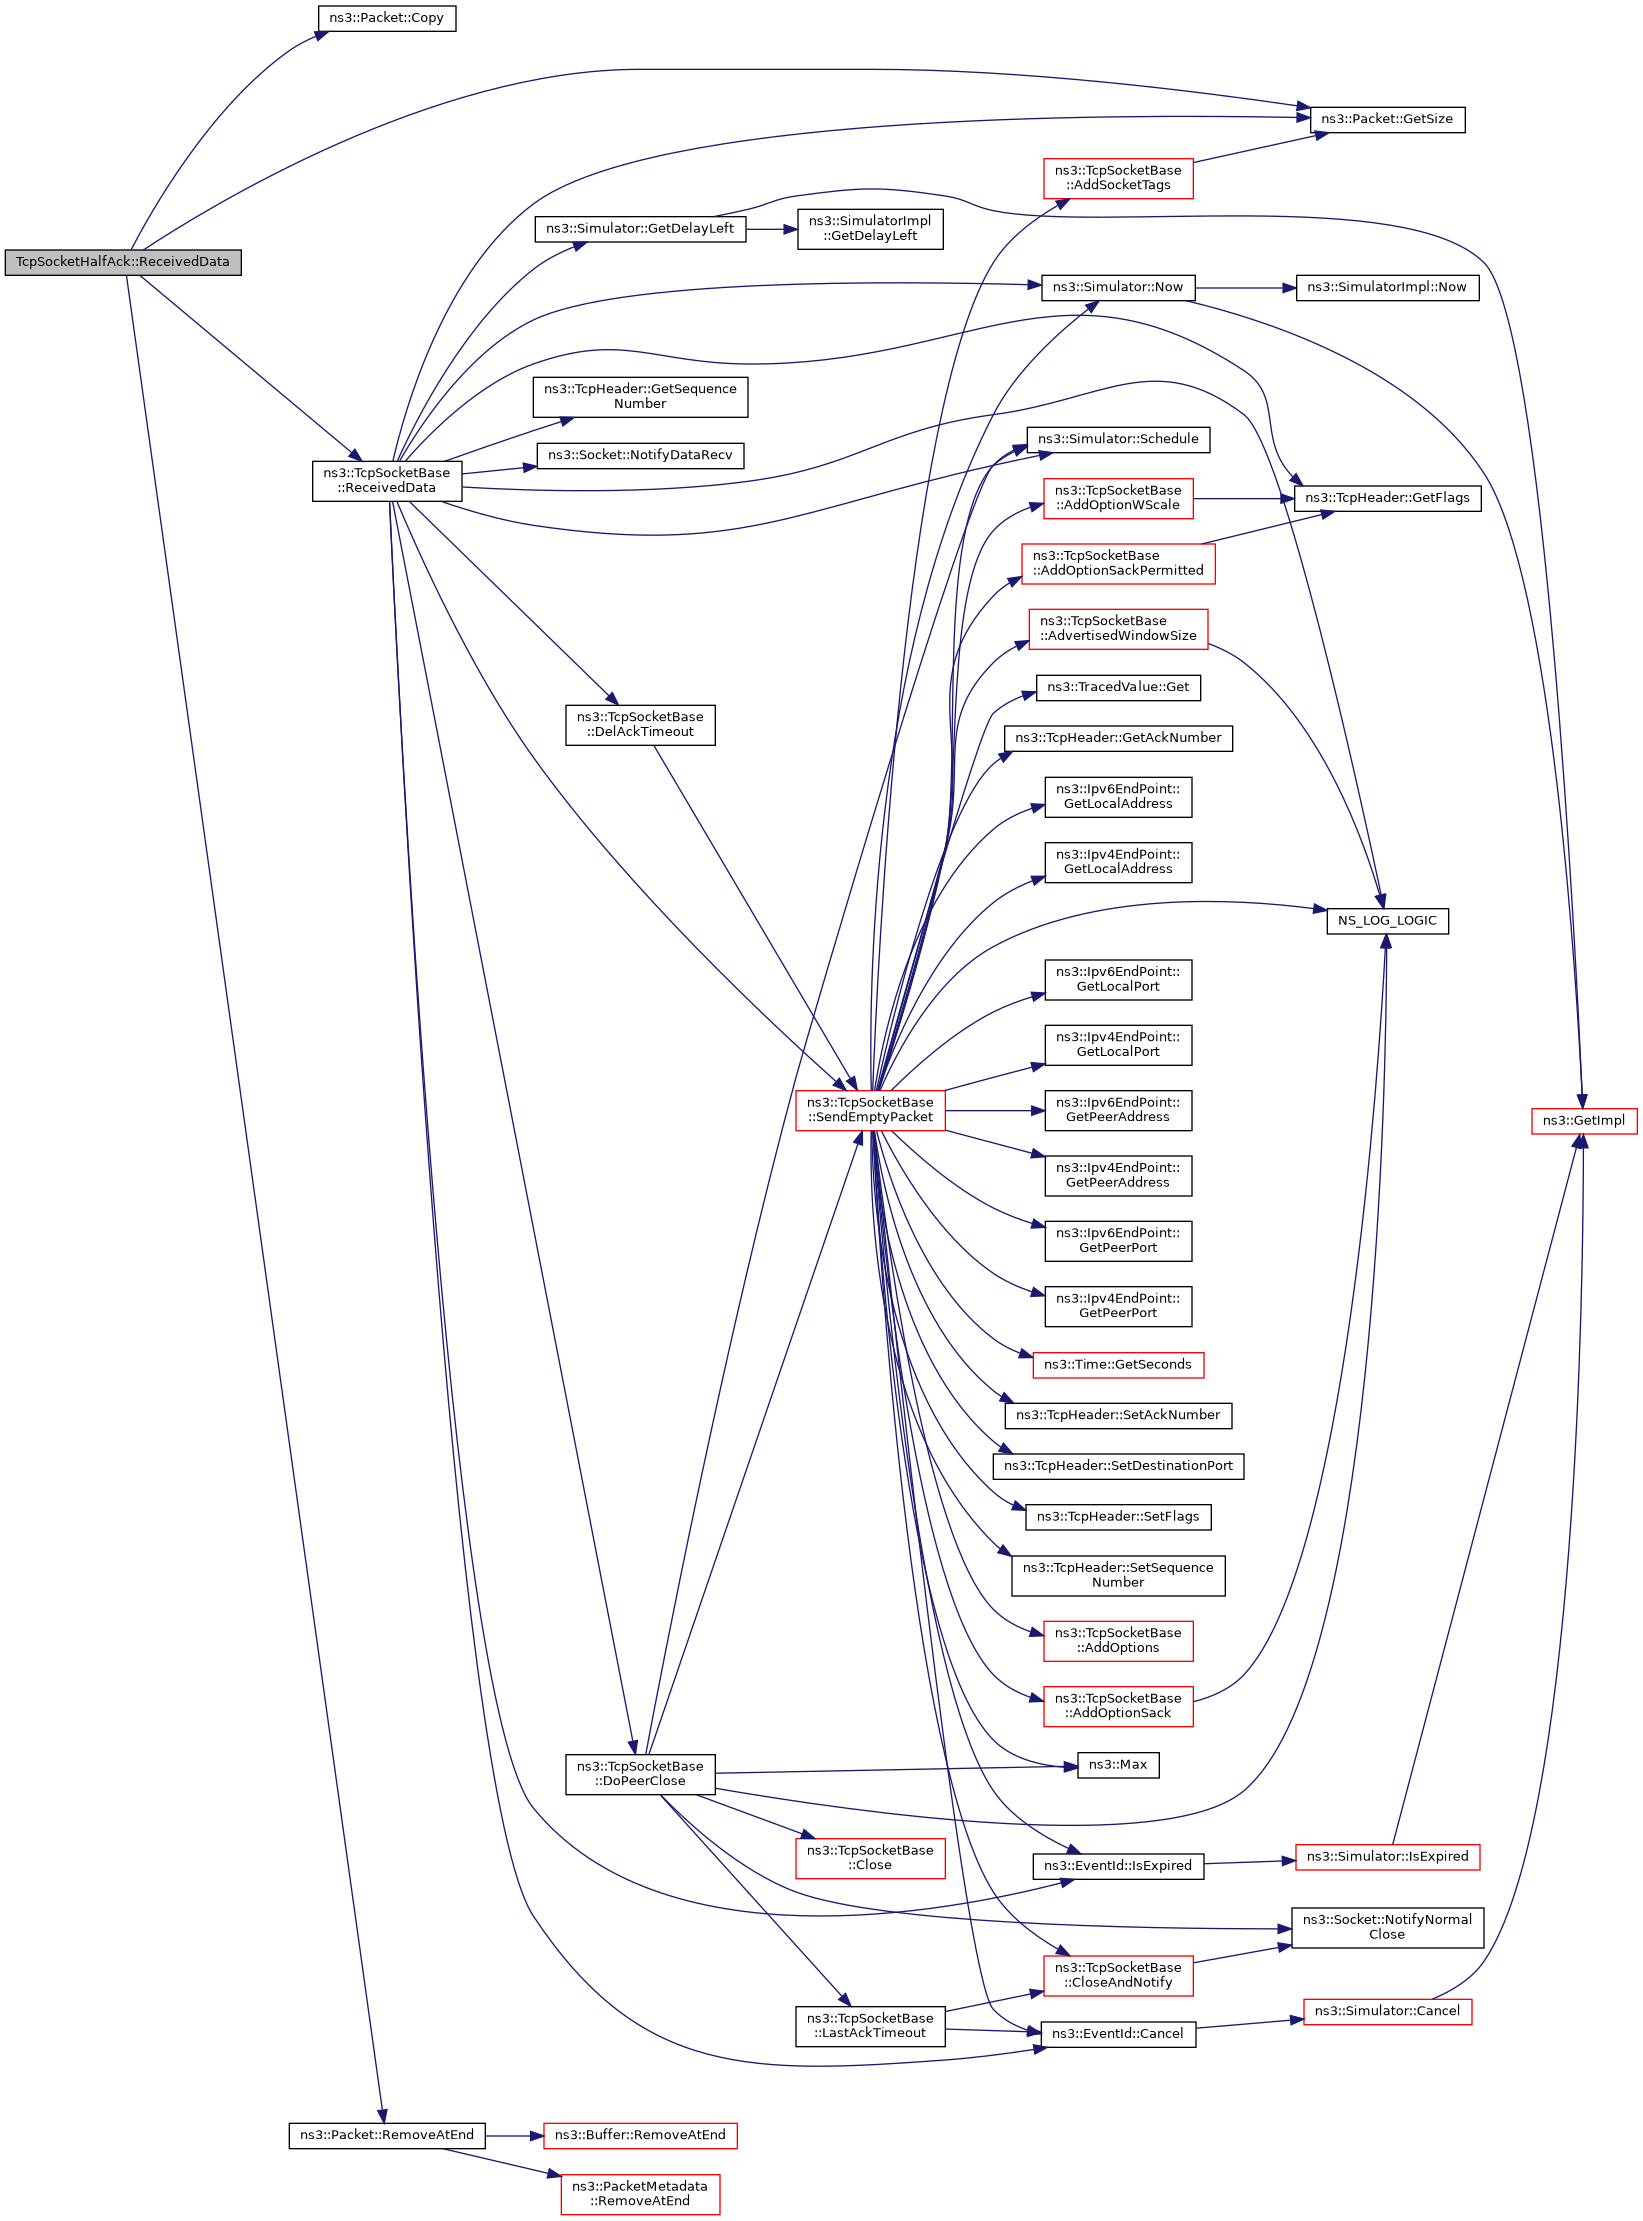 ns3::Packet::Copy
ns3::Packet::GetSize
ns3::TcpSocketBase
::AddSocketTags
ns3::Simulator::GetDelayLeft
ns3::SimulatorImpl
::GetDelayLeft
TcpSocketHalfAck::ReceivedData
ns3::Simulator::Now
ns3::SimulatorImpl::Now
ns3::TcpHeader::GetSequence
Number
ns3::Simulator::Schedule
ns3::Socket::NotifyDataRecv
ns3::TcpSocketBase
::ReceivedData
ns3::TcpSocketBase
::AddOptionWScale
ns3::TcpHeader::GetFlags
ns3::TcpSocketBase
::AddOptionSackPermitted
ns3::TcpSocketBase
::AdvertisedWindowSize
ns3::TracedValue::Get
ns3::TcpSocketBase
::DelAckTimeout
ns3::TcpHeader::GetAckNumber
ns3::Ipv6EndPoint::
GetLocalAddress
ns3::Ipv4EndPoint::
GetLocalAddress
NS_LOG_LOGIC
ns3::Ipv6EndPoint::
GetLocalPort
ns3::Ipv4EndPoint::
GetLocalPort
ns3::TcpSocketBase
::SendEmptyPacket
ns3::Ipv6EndPoint::
GetPeerAddress
ns3::GetImpl
ns3::Ipv4EndPoint::
GetPeerAddress
ns3::Ipv6EndPoint::
GetPeerPort
ns3::Ipv4EndPoint::
GetPeerPort
ns3::Time::GetSeconds
ns3::TcpHeader::SetAckNumber
ns3::TcpHeader::SetDestinationPort
ns3::TcpHeader::SetFlags
ns3::TcpHeader::SetSequence
Number
ns3::TcpSocketBase
::AddOptions
ns3::TcpSocketBase
::AddOptionSack
ns3::Max
ns3::TcpSocketBase
::DoPeerClose
ns3::TcpSocketBase
::Close
ns3::EventId::IsExpired
ns3::Simulator::IsExpired
ns3::Socket::NotifyNormal
Close
ns3::TcpSocketBase
::CloseAndNotify
ns3::Simulator::Cancel
ns3::TcpSocketBase
::LastAckTimeout
ns3::EventId::Cancel
ns3::Packet::RemoveAtEnd
ns3::Buffer::RemoveAtEnd
ns3::PacketMetadata
::RemoveAtEnd